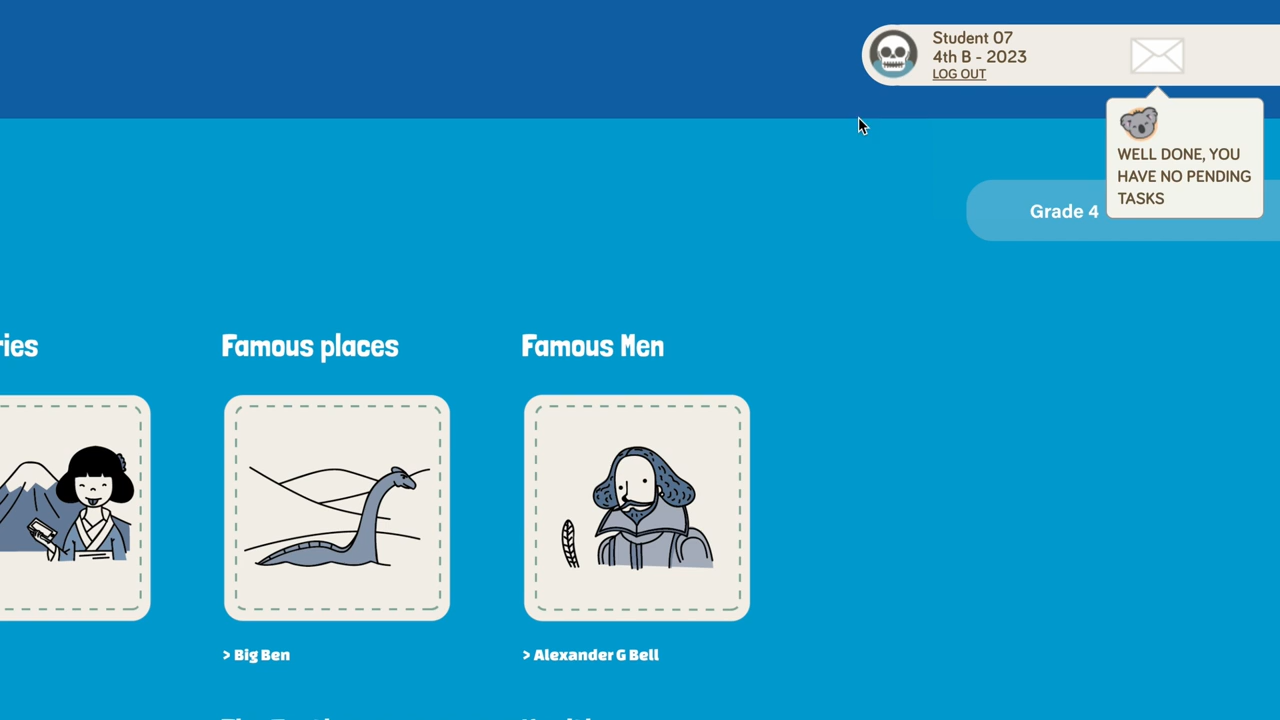 Student 07
4th B - 2023
LOG OUT
WELL DONE, YOU
HAVE NO PENDING
TASKS
Grade 4
ries
Famous places
Famous Men
> Big Ben
> Alexander G Bell